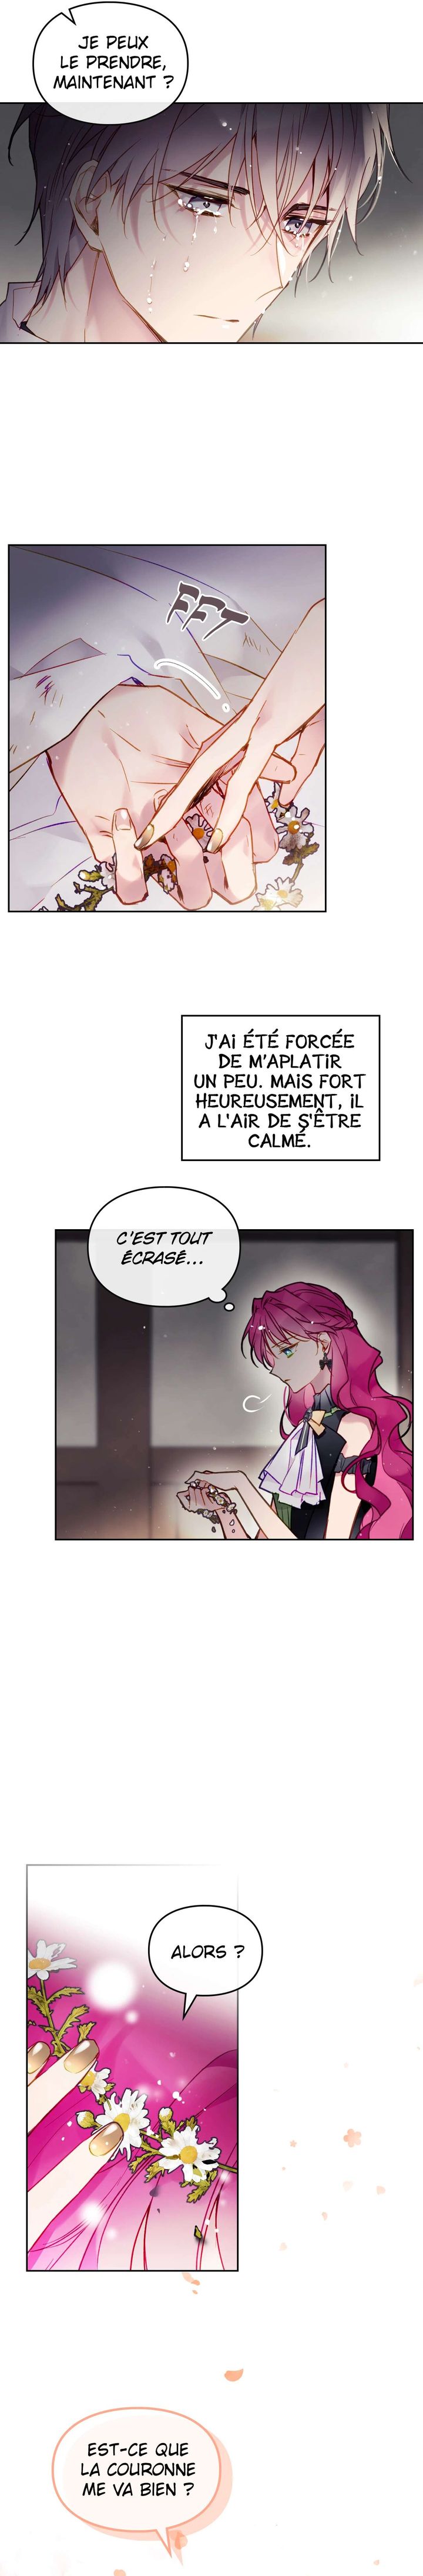 JE PEUX
LE PRENDRE,
MAINTENANT ?
FFT
J'AI ÉTÉ FORCÉE
DE M'APLATIR
UN PEU. MAIS FORT
HEUREUSEMENT, IL
A L'AIR DE S'ÊTRE
CALMÉ.
C'EST TOUT
ÉCRASÉ...
ALORS ?
EST-CE QUE
LA COURONNE
ME VA BIEN ?